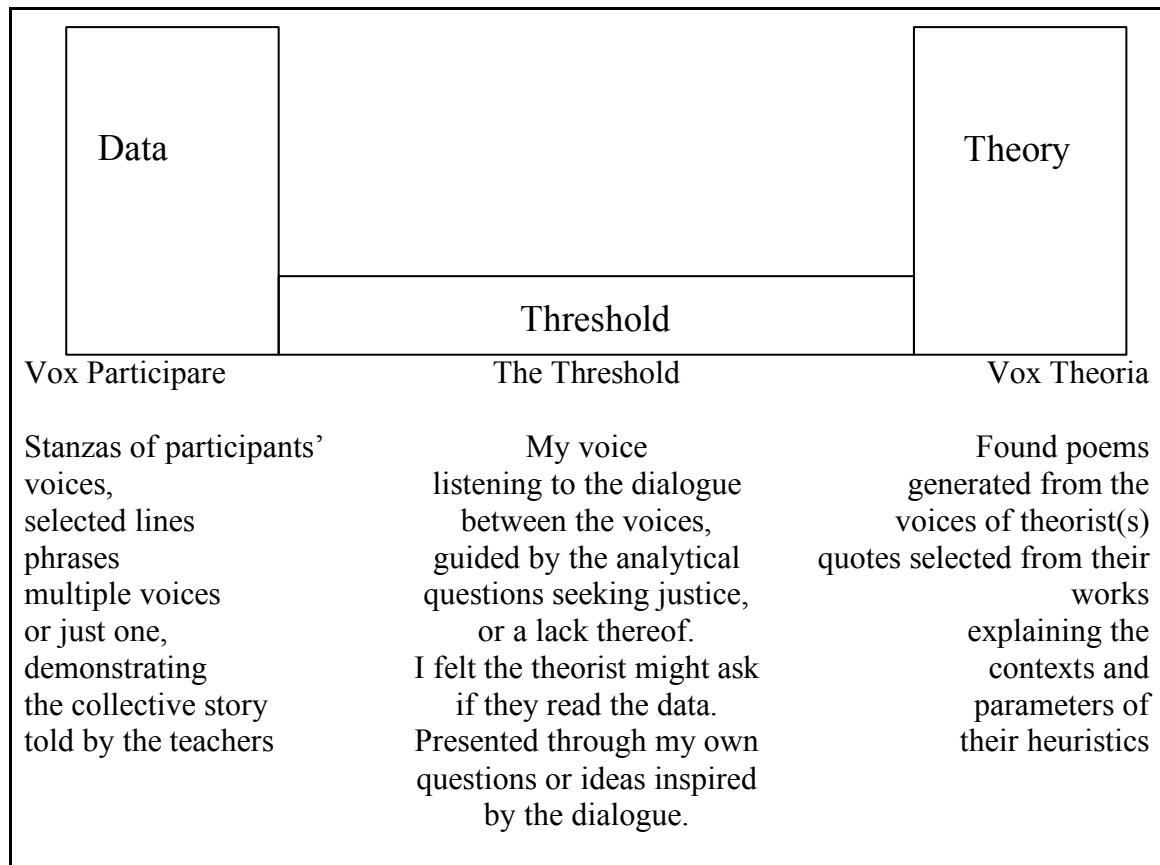 Data
Theory
Threshold
Vox Participare
The Threshold
Vox Theoria
Stanzas of participants’
voices,
selected lines
phrases
multiple voices
or just one,
demonstrating
the collective story
told by the teachers
My voice
listening to the dialogue
between the voices,
guided by the analytical
questions seeking justice,
or a lack thereof.
I felt the theorist might ask
if they read the data.
Presented through my own
questions or ideas inspired
by the dialogue.
Found poems
generated from the
voices of theorist(s)
quotes selected from their
works
explaining the
contexts and
parameters of
their heuristics